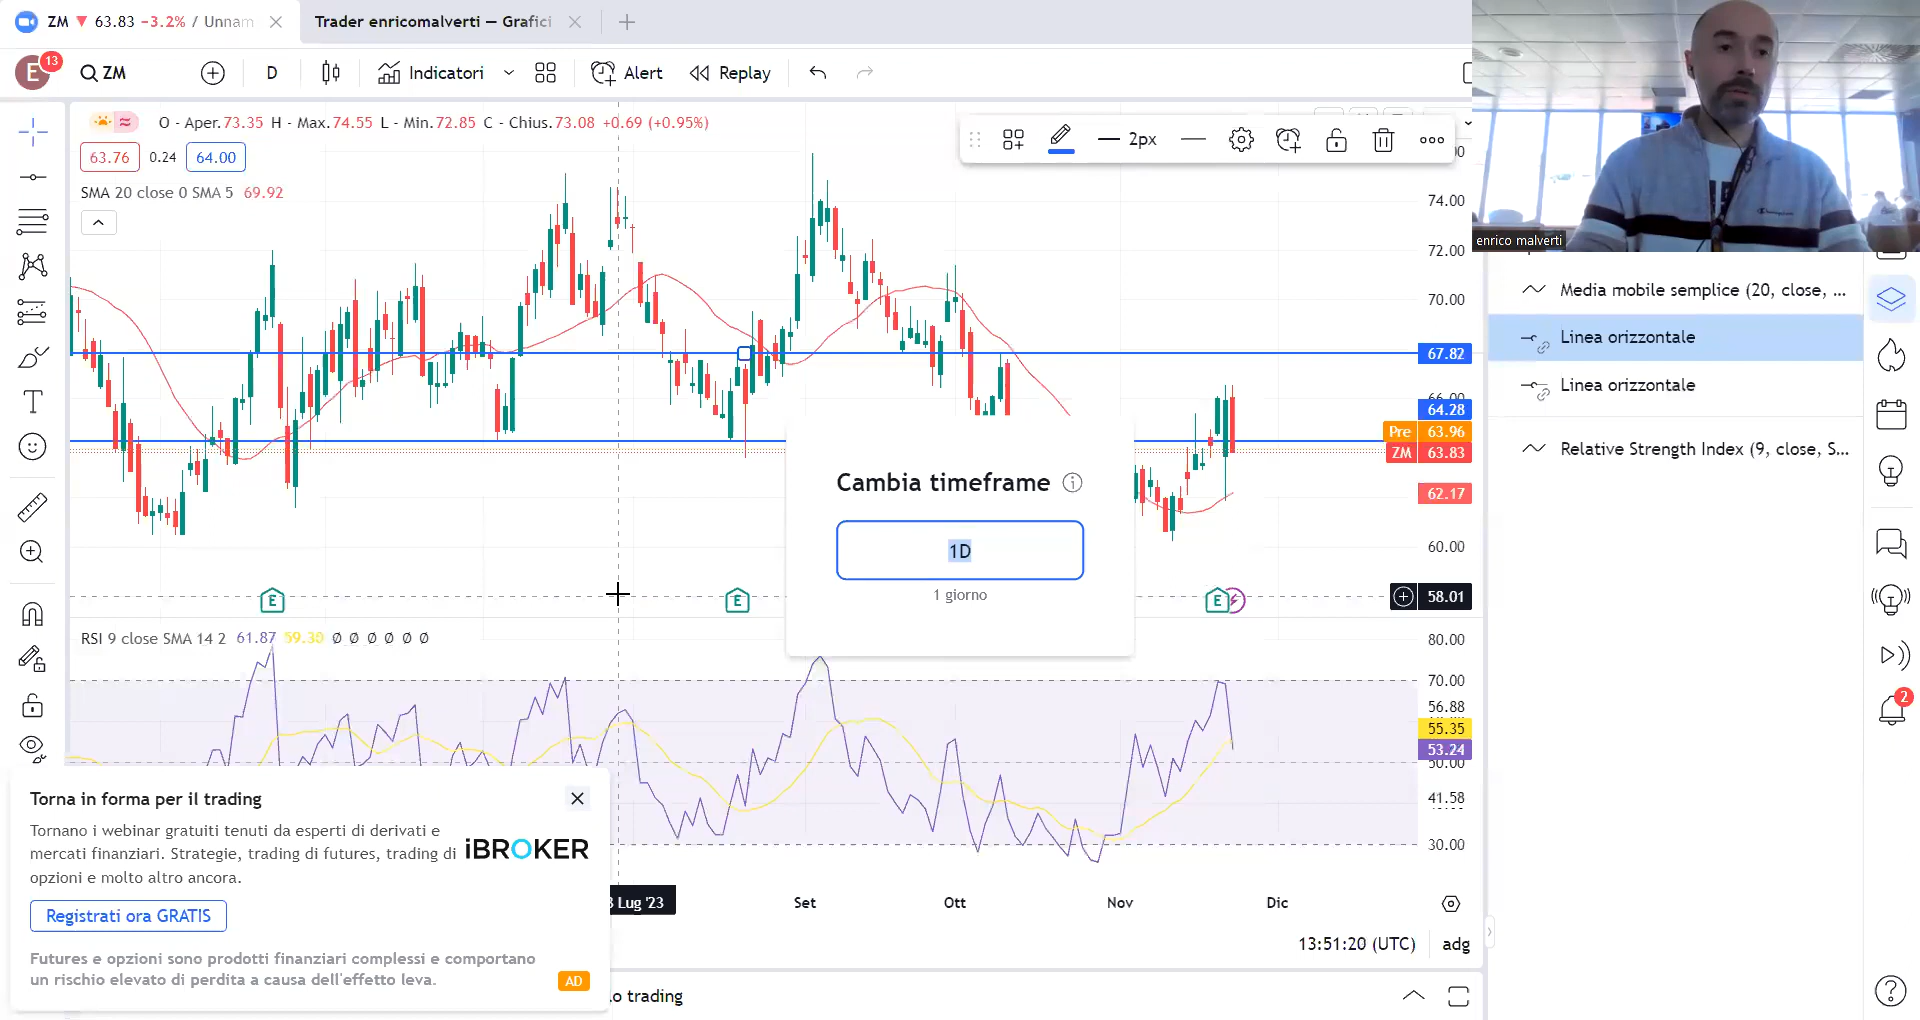 ZM ▼ 63.83 −3.2% / Unnam
Trader enricomalverti — Grafici
E 13
ZM
D
Indicatori
Alert
Replay
O - Aper.73.35 H - Max.74.55 L - Min.72.85 C - Chius.73.08 +0.69 (+0.95%)
63.76 0.24 64.00
SMA 20 close 0 SMA 5 69.92
2px
74.00
72.00
70.00
67.82
66.00
64.28
Pre 63.96
ZM 63.83
62.17
60.00
58.01
Cambia timeframe
1D
1 giorno
E
E
E
RSI 9 close SMA 14 2 61.87 59.30 Ø Ø Ø Ø Ø Ø
80.00
70.00
56.88
55.35
53.24
50.00
41.58
30.00
Lug '23
Set
Ott
Nov
Dic
13:51:20 (UTC)
adg
Torna in forma per il trading
Tornano i webinar gratuiti tenuti da esperti di derivati e
mercati finanziari. Strategie, trading di futures, trading di
opzioni e molto altro ancora.
iBROKER
Registrati ora GRATIS
Futures e opzioni sono prodotti finanziari complessi e comportano
un rischio elevato di perdita a causa dell'effetto leva.
AD
trading
enrico malverti
Media mobile semplice (20, close, ...
Linea orizzontale
Linea orizzontale
Relative Strength Index (9, close, S...
2